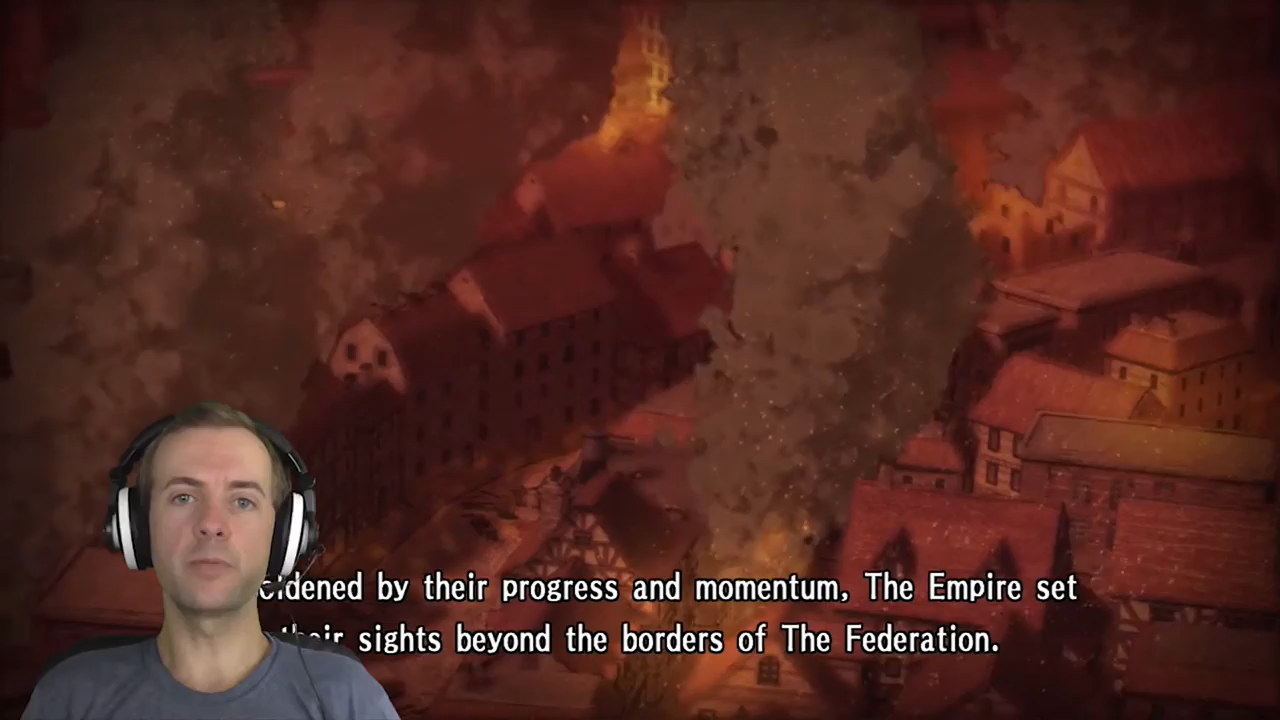 by their progress and momentum, The Empire set
sights beyond the borders of The Federation.